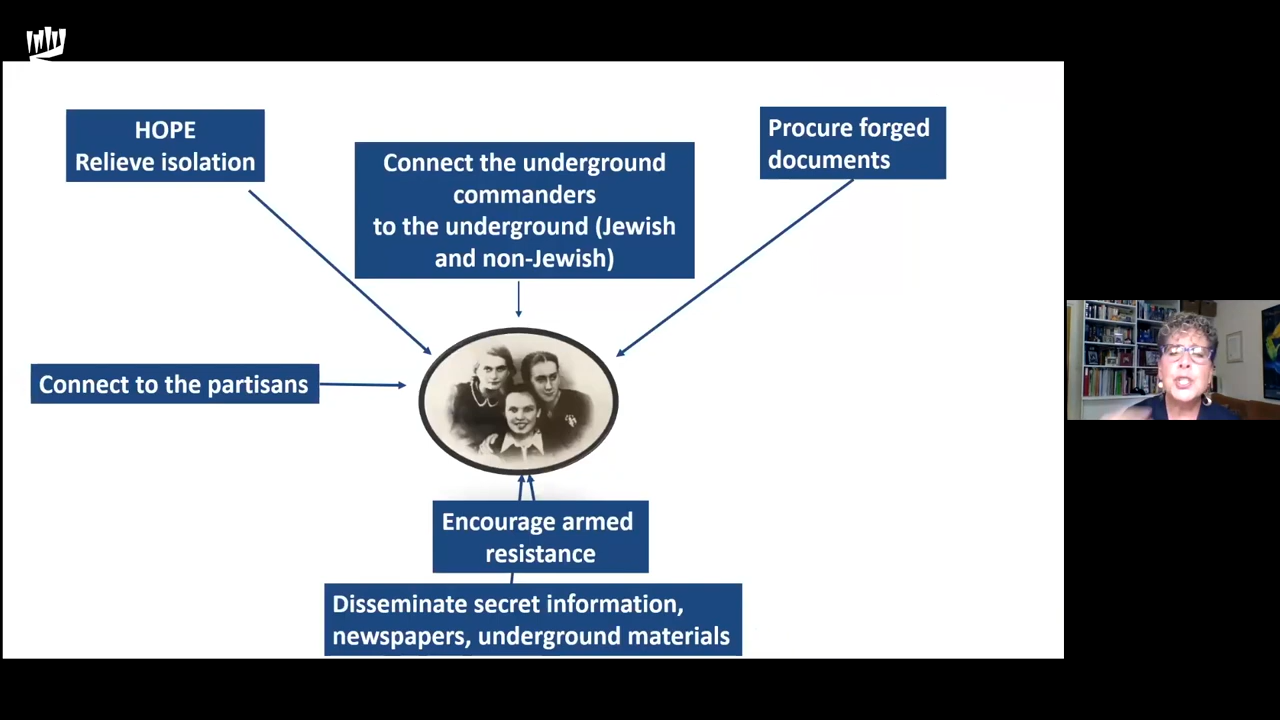 HOPE
Relieve isolation
Connect the underground
commanders
to the underground (Jewish
and non-Jewish)
Procure forged
documents
Connect to the partisans
Encourage armed
resistance
Disseminate secret information,
newspapers, underground materials